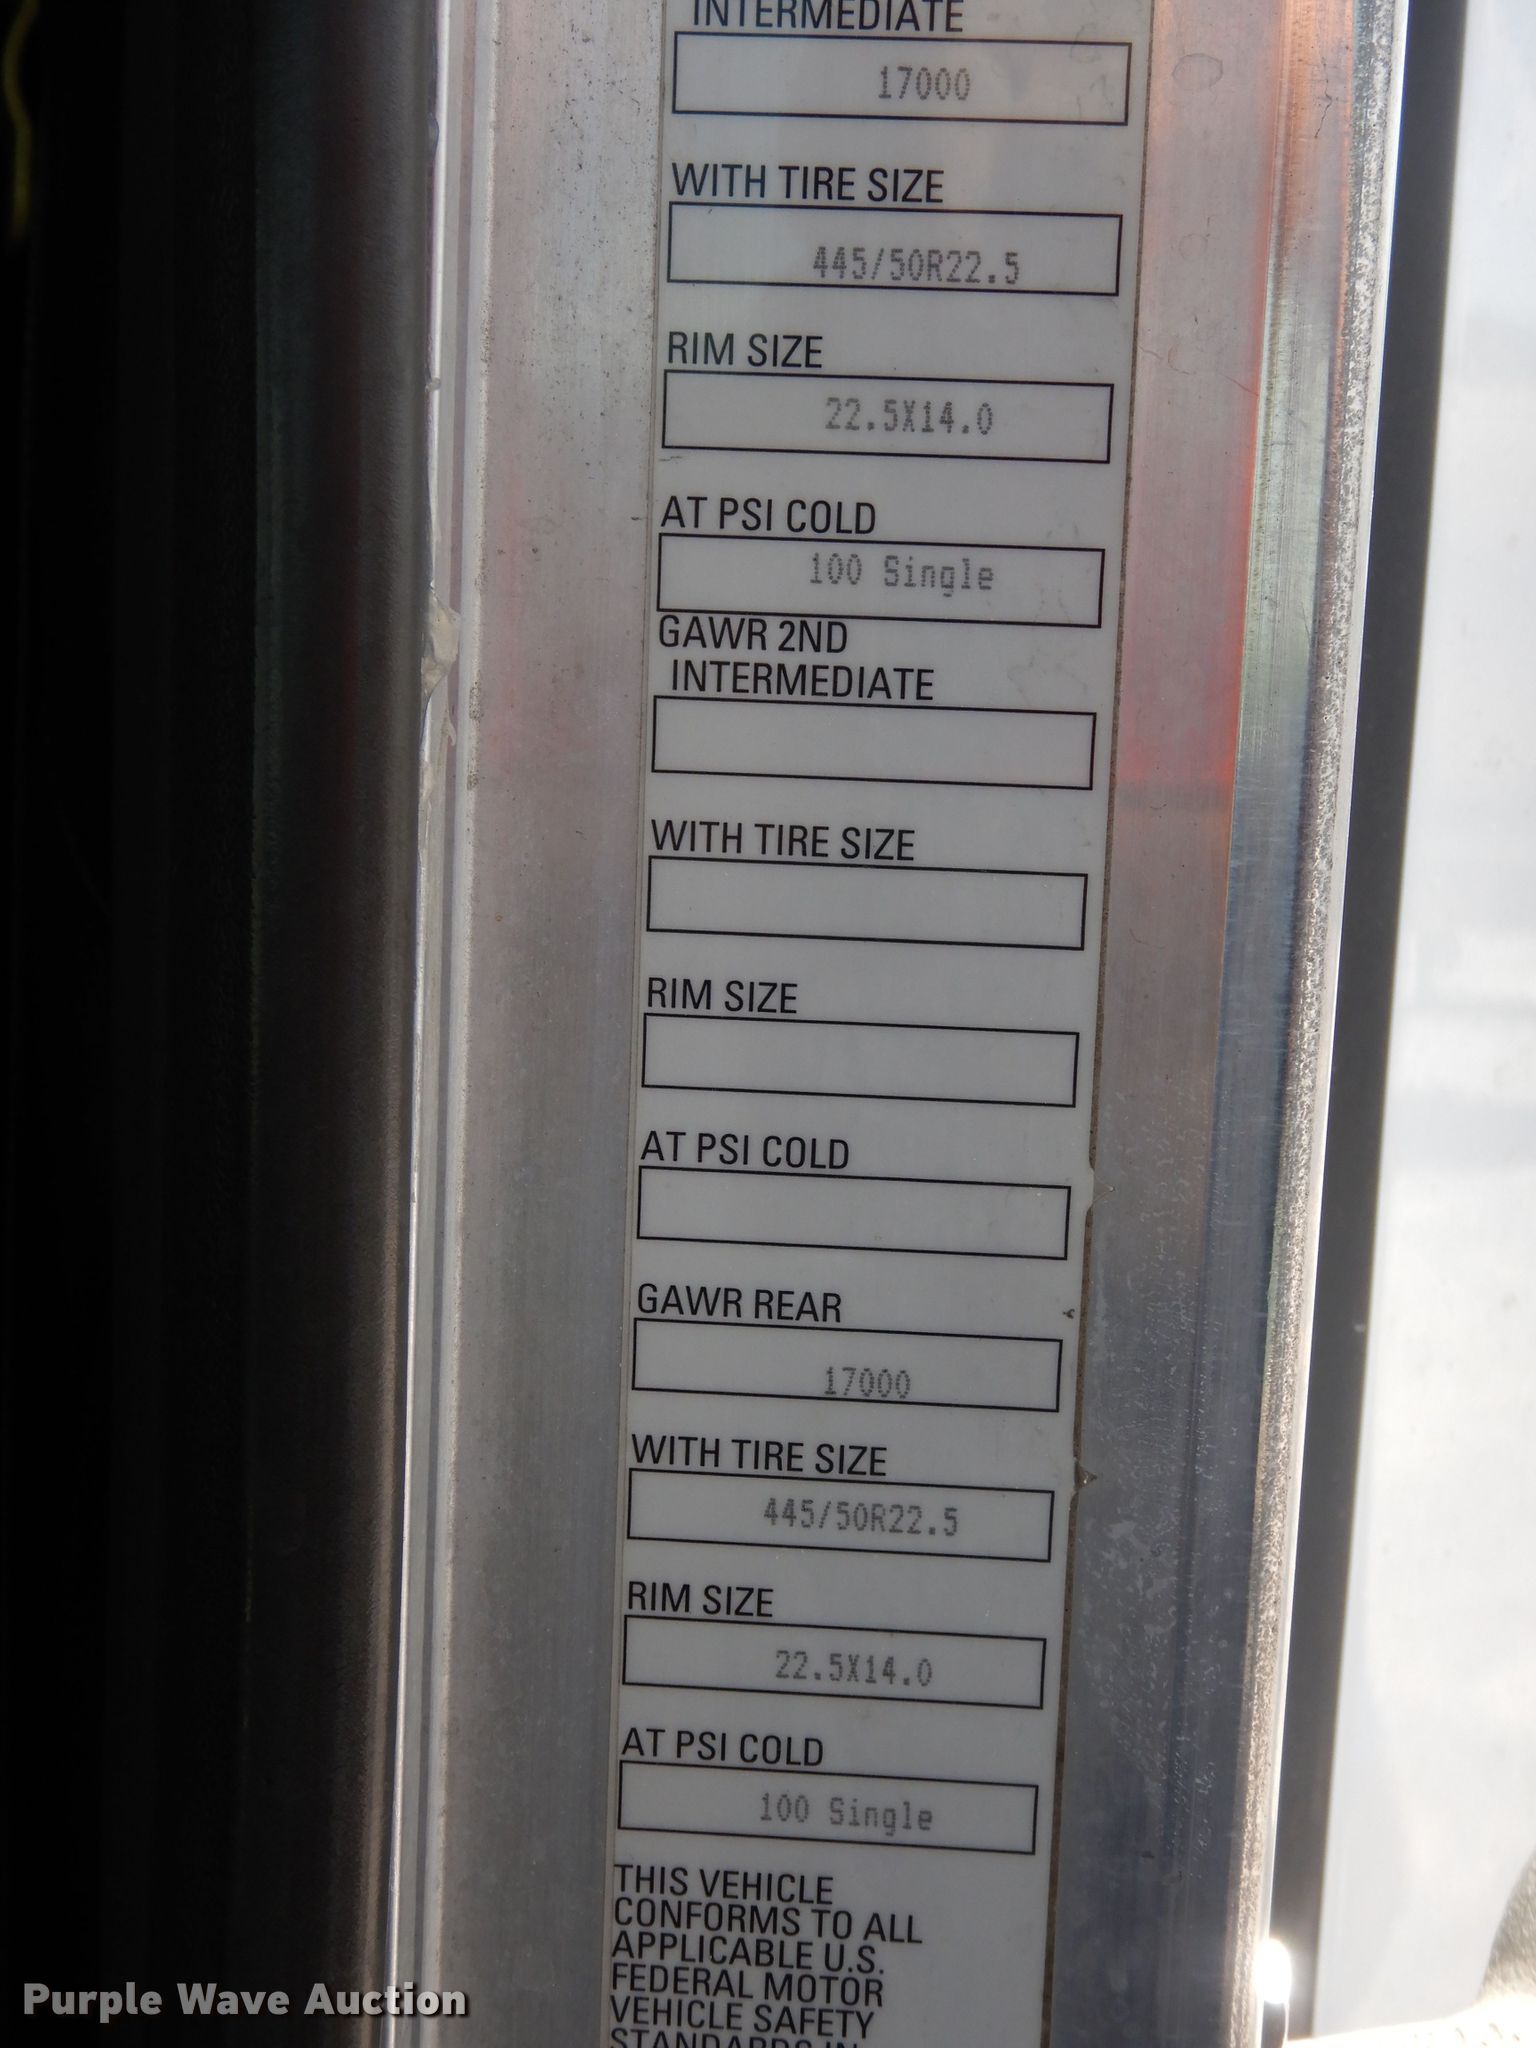 INTERMEDIATE
17000
WITH TIRE SIZE
445/50R22.5
RIM SIZE
22.5X14.0
AT PSI COLD
100 Single
GAWR 2ND
INTERMEDIATE
WITH TIRE SIZE
RIM SIZE
AT PSI COLD
GAWR REAR
17000
WITH TIRE SIZE
445/50R22.5
RIM SIZE
22.5X14.0
AT PSI COLD
100 Single
THIS VEHICLE
CONFORMS TO ALL
APPLICABLE U.S.
FEDERAL MOTOR
VEHICLE SAFETY
STANDARDS IN
Purple Wave Auction